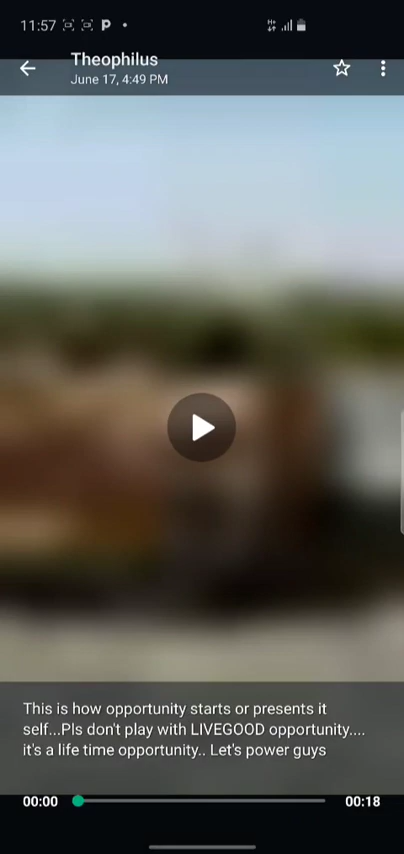 11:57
P
Theophilus
June 17, 4:49 PM
This is how opportunity starts or presents it
self...Pls don't play with LIVEGOOD opportunity....
it's a life time opportunity.. Let's power guys
00:00
00:18